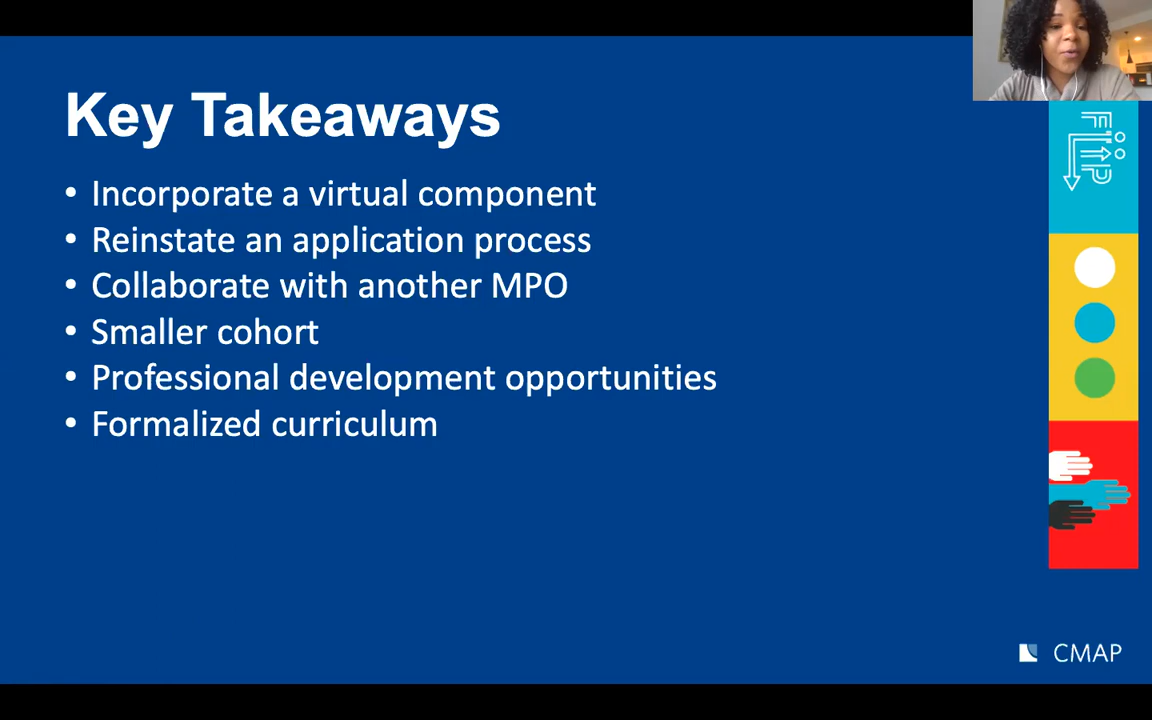 Key Takeaways
• Incorporate a virtual component
• Reinstate an application process
• Collaborate with another MPO
• Smaller cohort
• Professional development opportunities
• Formalized curriculum
CMAP